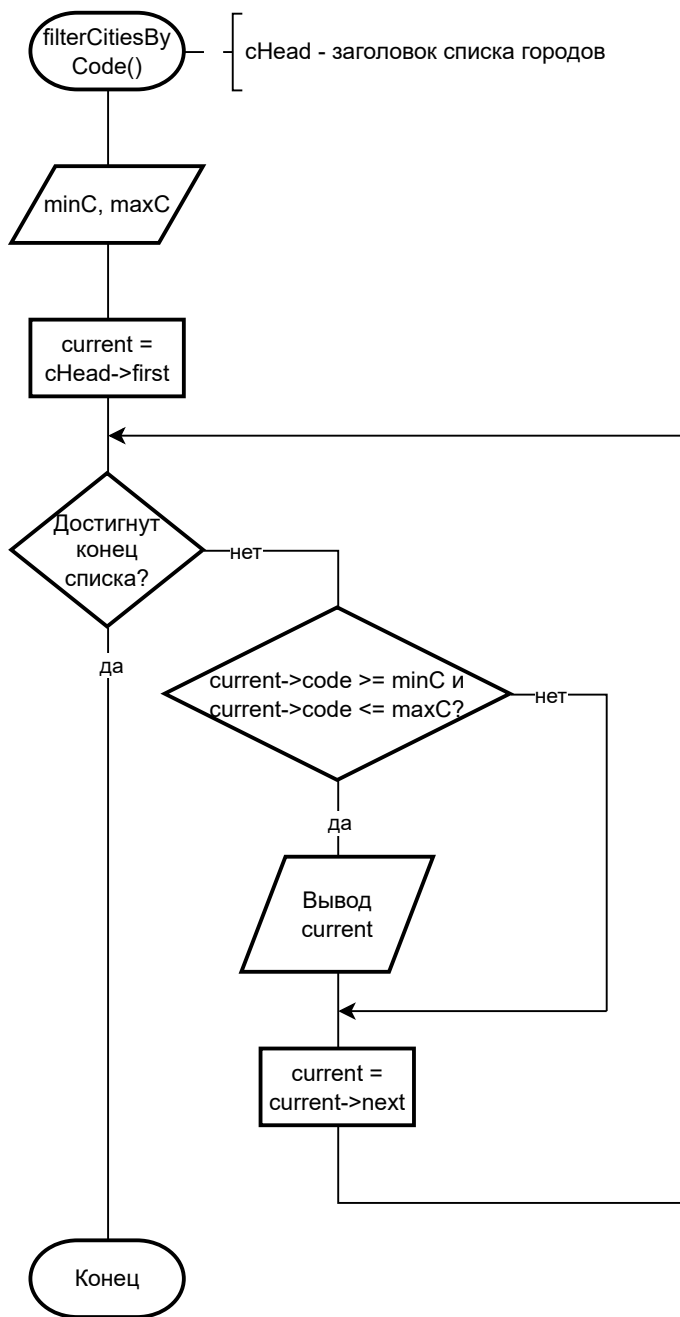 filterCitiesBy
Code()
cHead - заголовок списка городов
minC, maxC
current =
cHead->first
Достигнут
конец
списка?
нет
да
current->code >= minC и
current->code <= maxC?
нет
да
Вывод
current
current =
current->next
Конец